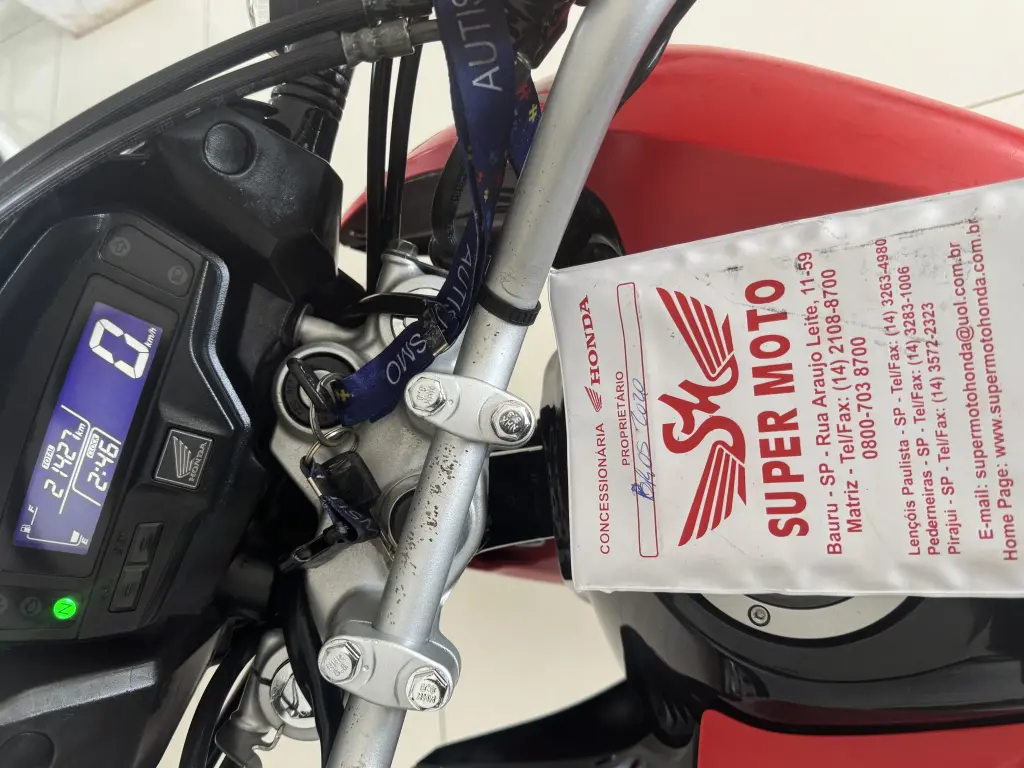 AUTIS
AUTISMO
0 km/h
TOTAL
21427 km
CLOCK
2:46
F
E
HONDA
N
CONCESSIONÁRIA HONDA
PROPRIETÁRIO
2020
SUPER MOTO
Bauru - SP - Rua Araujo Leite, 11-59
Matriz - Tel/Fax: (14) 2108-8700
0800-703 8700
Lençóis Paulista - SP - Tel/Fax: (14) 3263-4980
Pederneiras - SP - Tel/Fax: (14) 3283-1006
Pirajui - SP - Tel/Fax: (14) 3572-2323
E-mail: supermotohonda@uol.com.br
Home Page: www.supermotohonda.com.br